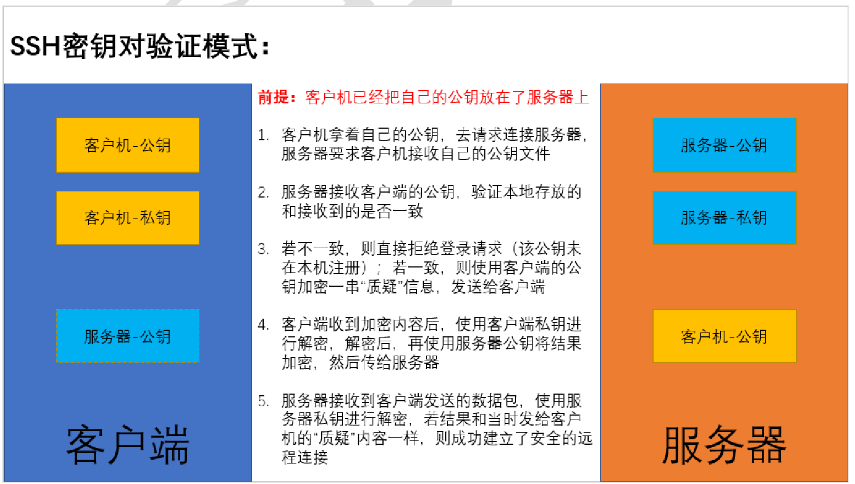 SSH密钥对验证模式：
前提：客户机已经把自己的公钥放在了服务器上
客户机-公钥
客户机-私钥
服务器-公钥
客户端
1. 客户机拿着自己的公钥，去请求连接服务器，
服务器要求客户机接收自己的公钥文件
2. 服务器接收客户端的公钥，验证本地存放的
和接收到的是否一致
3. 若不一致，则直接拒绝登录请求（该公钥未
在本机注册）；若一致，则使用客户端的公
钥加密一串“质疑”信息，发送给客户端
4. 客户端收到加密内容后，使用客户端私钥进
行解密，解密后，再使用服务器公钥将结果
加密，然后传给服务器
5. 服务器接收到客户端发送的数据包，使用服
务器私钥进行解密，若结果和当时发给客户
机的“质疑”内容一样，则成功建立了安全的远
程连接
服务器-公钥
服务器-私钥
客户机-公钥
服务器